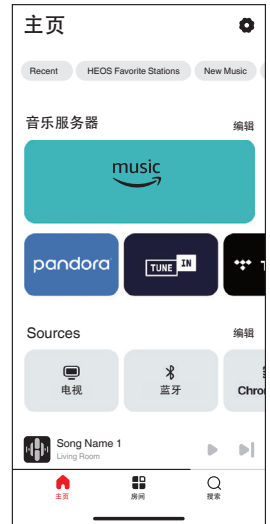 主页
Recent HEOS Favorite Stations New Music
音乐服务器 编辑
music
pandora TUNE IN T
Sources 编辑
电视 蓝牙 Chro
Song Name 1
Living Room
主页 房间 搜索